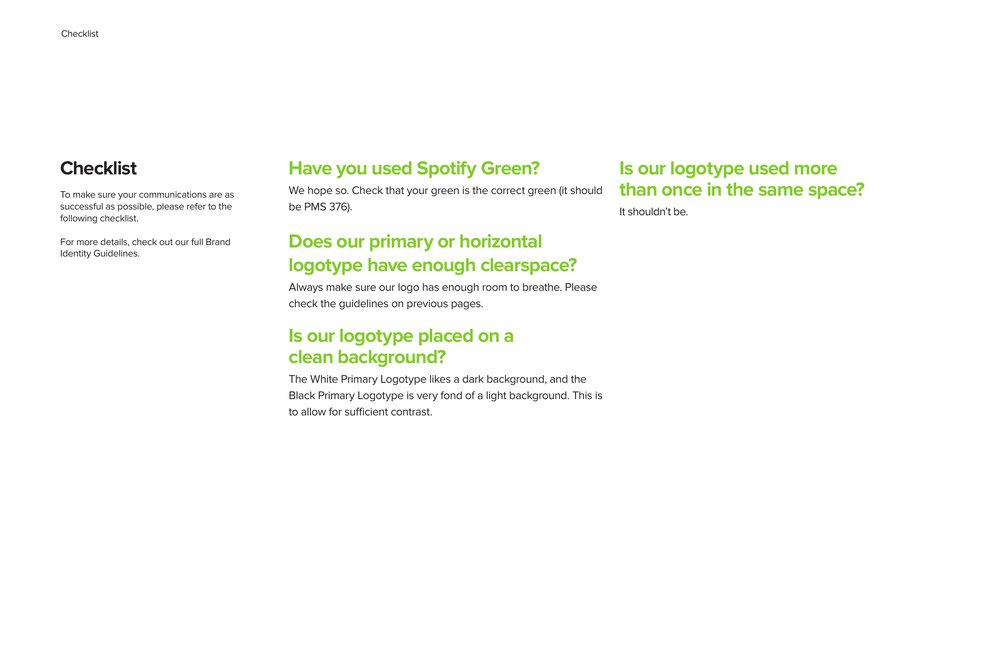 Checklist
Checklist
To make sure your communications are as
successful as possible, please refer to the
following checklist.
For more details, check out our full Brand
Identity Guidelines.
Have you used Spotify Green?
We hope so. Check that your green is the correct green (it should
be PMS 376).
Does our primary or horizontal
logotype have enough clearspace?
Always make sure our logo has enough room to breathe. Please
check the guidelines on previous pages.
Is our logotype placed on a
clean background?
The White Primary Logotype likes a dark background, and the
Black Primary Logotype is very fond of a light background. This is
to allow for sufficient contrast.
Is our logotype used more
than once in the same space?
It shouldn't be.